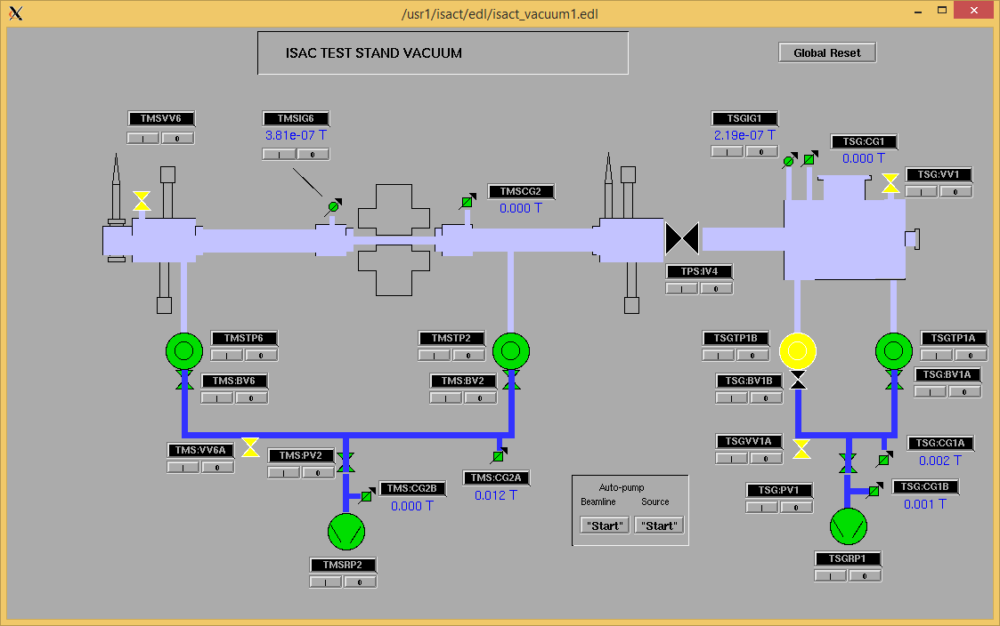 /usr1/isact/edl/isact_vacuum1.edl
ISAC TEST STAND VACUUM
Global Reset
TMSVV6
I 0
TMSIG6
3.81e-07 T
I 0
TSGIG1
2.19e-07 T
I 0
TSG:CG1
0.000 T
TSG:VV1
I 0
TMSCG2
0.000 T
TPS:IV4
I 0
TMSTP6
I 0
TMSTP2
I 0
TSGTP1B
I 0
TSGTP1A
I 0
TMS:BV6
I 0
TMS:BV2
I 0
TSG:BV1B
I 0
TSG:BV1A
I 0
TMS:VV6A
I 0
TMS:PV2
I 0
TMS:CG2A
0.012 T
TMS:CG2B
0.000 T
TSGVV1A
I 0
TSG:CG1A
0.002 T
TSG:PV1
I 0
TSG:CG1B
0.001 T
Auto-pump
Beamline Source
"Start" "Start"
TMSRP2
I 0
TSGRP1
I 0